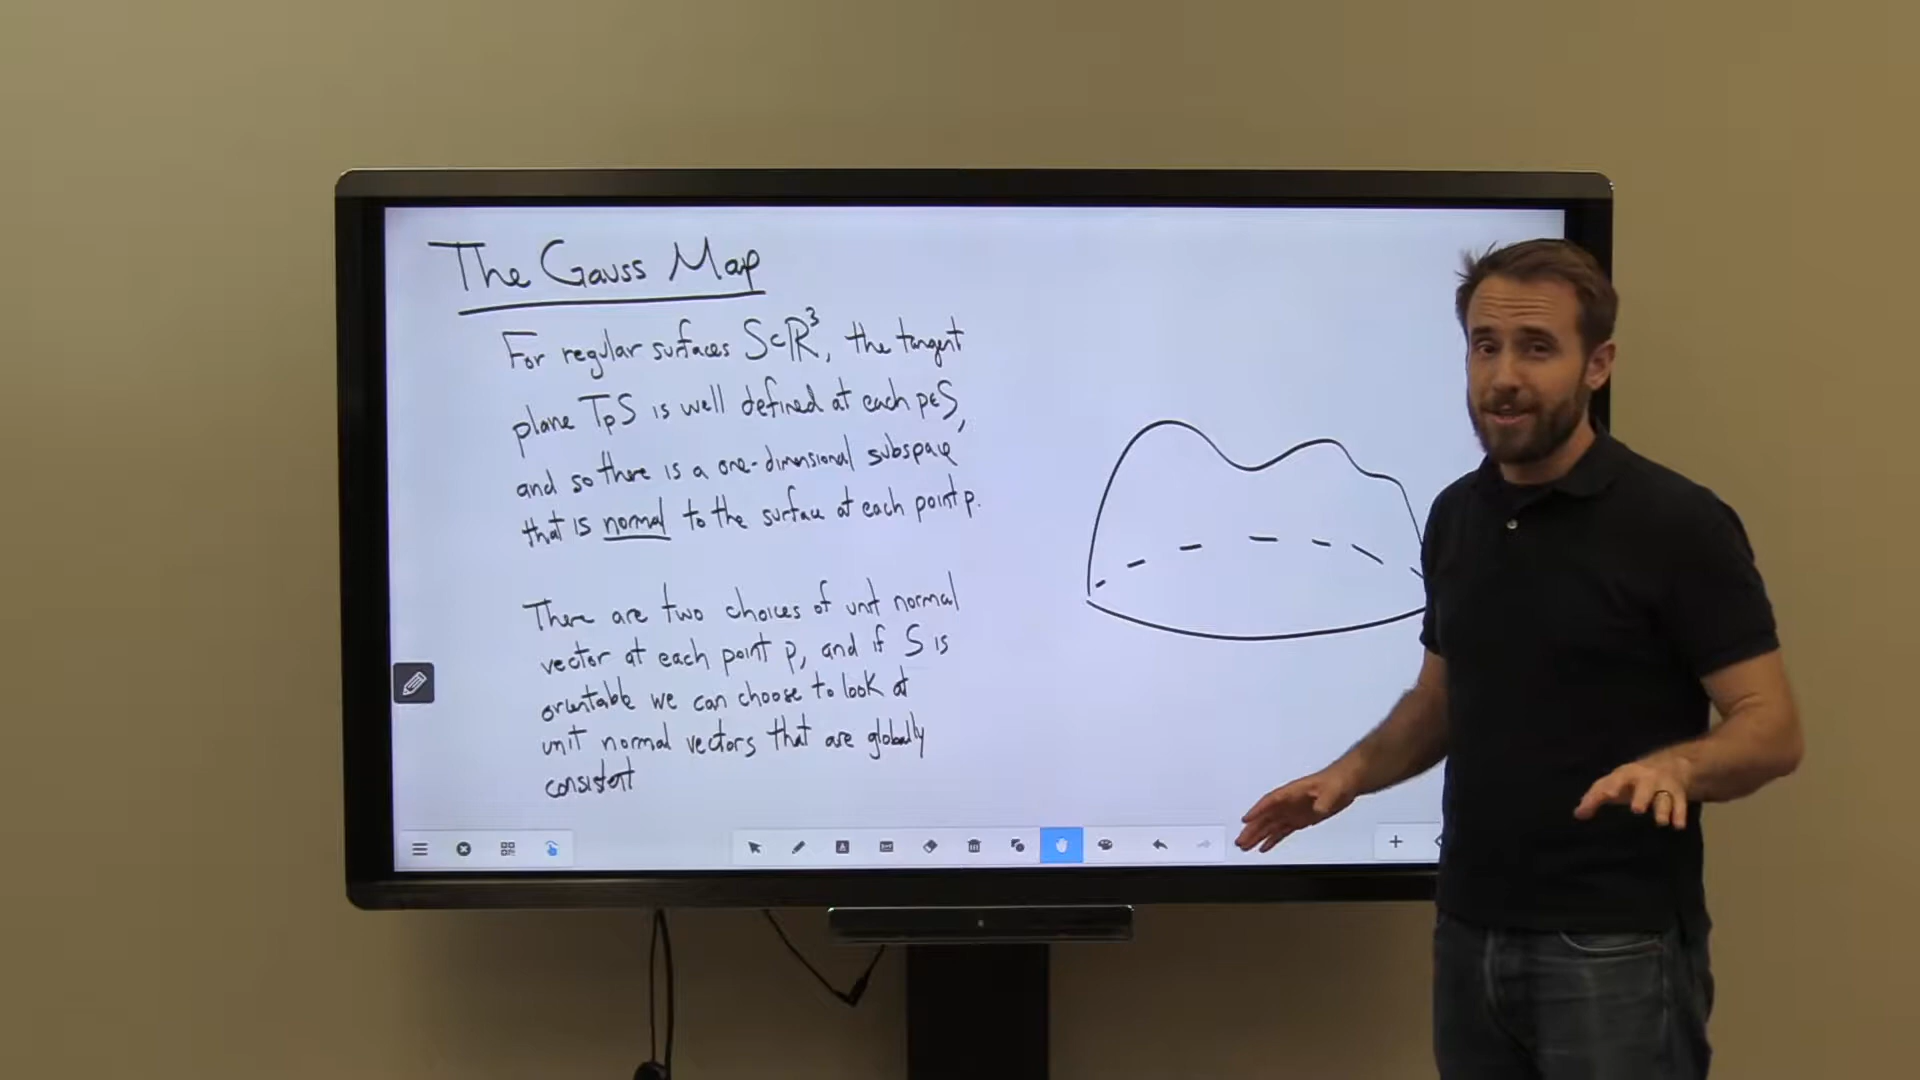 The Gauss Map
For regular surfaces S⊂ℝ³, the tangent
plane TₚS is well defined at each p∈S,
and so there is a one-dimensional subspace
that is normal to the surface at each point p.
There are two choices of unit normal
vector at each point p, and if S is
orientable we can choose to look at
unit normal vectors that are globally
consistent